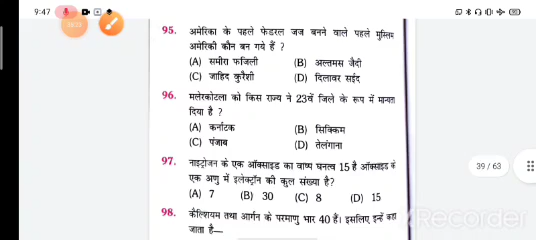 9:47
95. अमेरिका के पहले फेडरल जज बनने वाले पहले मुस्लिम
अमेरिकी कौन बन गये हैं ?
(A) समीरा फजिली (B) अल्तमस जैदी
(C) जाहिद कुरैशी (D) दिलावर सईद
96. मलेरकोटला को किस राज्य ने 23वें जिले के रूप में मान्यता
दिया है ?
(A) कर्नाटक (B) सिक्किम
(C) पंजाब (D) तेलंगाना
97. नाइट्रोजन के एक ऑक्साइड का वाष्प घनत्व 15 है ऑक्साइड के
एक अणु में इलेक्ट्रॉन की कुल संख्या है?
(A) 7 (B) 30 (C) 8 (D) 15
39 / 63
98. कैल्शियम तथा आर्गन के परमाणु भार 40 हैं। इसलिए इन्हें कहा
जाता है—
Recorder